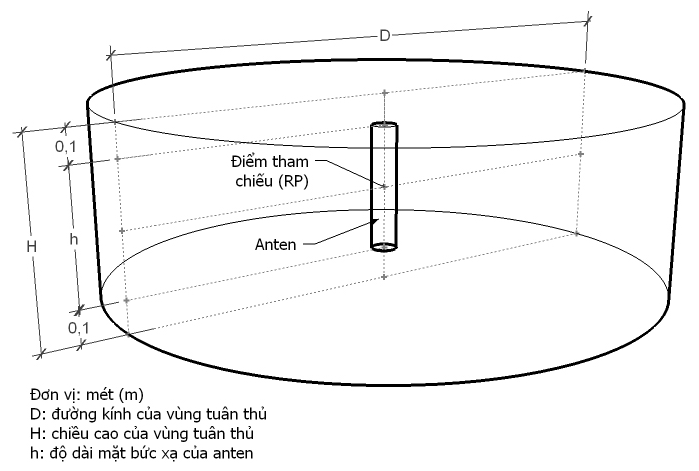 D
0,1
Điểm tham
chiếu (RP)
H
h
Anten
0,1
Đơn vị: mét (m)
D: đường kính của vùng tuân thủ
H: chiều cao của vùng tuân thủ
h: độ dài mặt bức xạ của anten